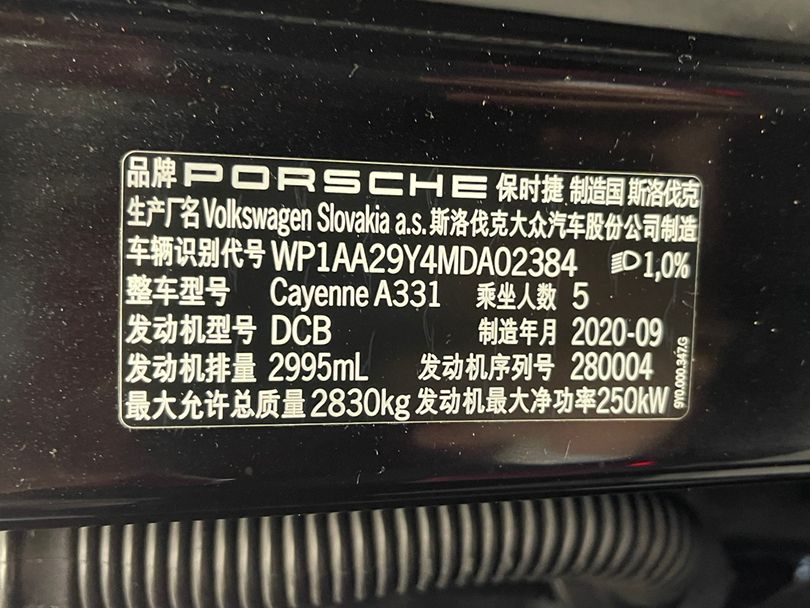 品牌 PORSCHE 保时捷 制造国 斯洛伐克
生产厂名 Volkswagen Slovakia a.s. 斯洛伐克大众汽车股份公司制造
车辆识别代号 WP1AA29Y4MDA02384 1,0%
整车型号 Cayenne A331 乘坐人数 5
发动机型号 DCB 制造年月 2020-09
发动机排量 2995mL 发动机序列号 280004
最大允许总质量 2830kg 发动机最大净功率 250kW
9Y0.000.347.G